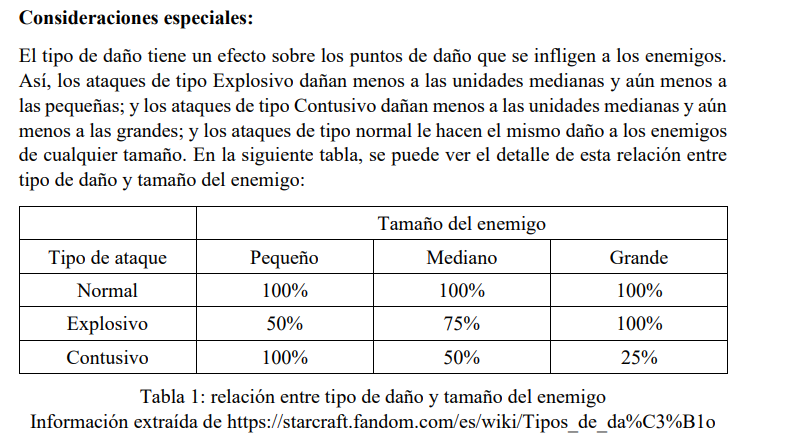 Consideraciones especiales:
El tipo de daño tiene un efecto sobre los puntos de daño que se infligen a los enemigos.
Así, los ataques de tipo Explosivo dañan menos a las unidades medianas y aún menos a
las pequeñas; y los ataques de tipo Contusivo dañan menos a las unidades medianas y aún
menos a las grandes; y los ataques de tipo normal le hacen el mismo daño a los enemigos
de cualquier tamaño. En la siguiente tabla, se puede ver el detalle de esta relación entre
tipo de daño y tamaño del enemigo:
Tamaño del enemigo
Tipo de ataque Pequeño Mediano Grande
Normal 100% 100% 100%
Explosivo 50% 75% 100%
Contusivo 100% 50% 25%
Tabla 1: relación entre tipo de daño y tamaño del enemigo
Información extraída de https://starcraft.fandom.com/es/wiki/Tipos_de_da%C3%B1o